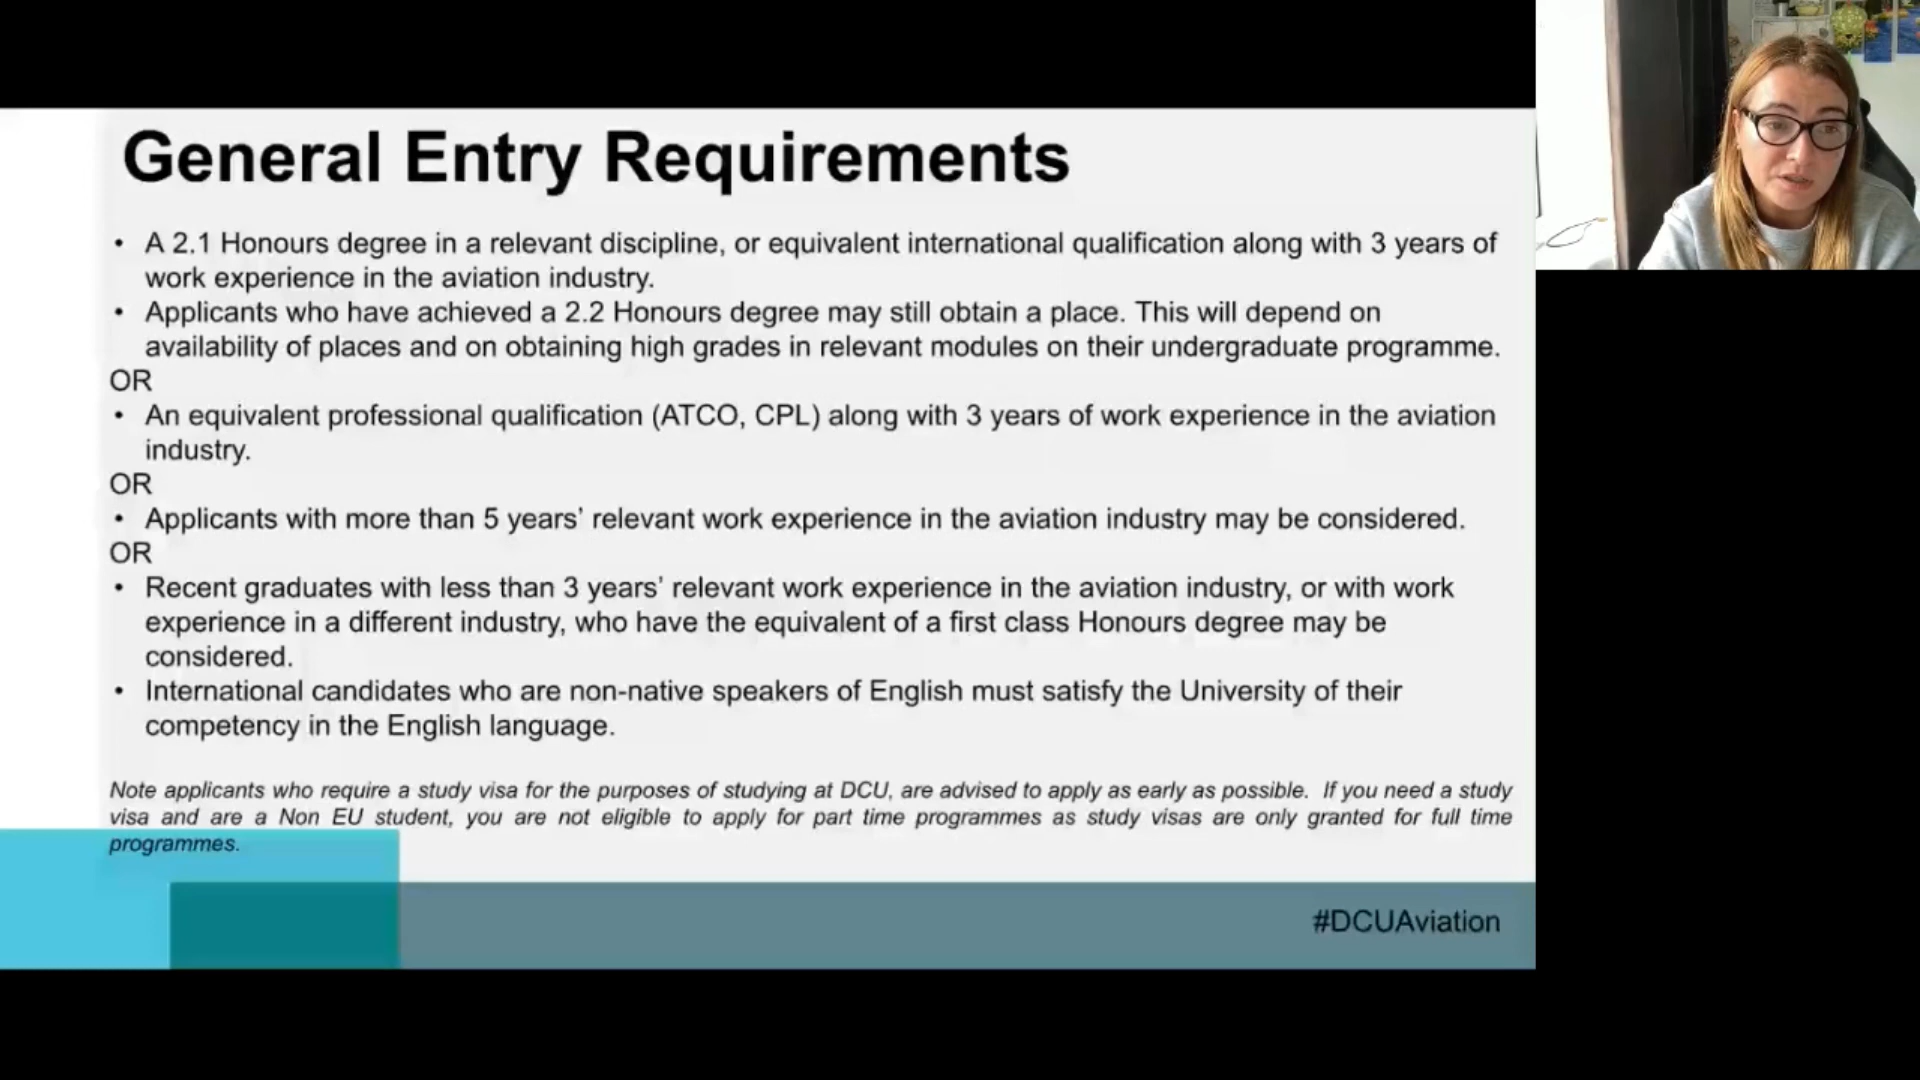 General Entry Requirements
• A 2.1 Honours degree in a relevant discipline, or equivalent international qualification along with 3 years of
work experience in the aviation industry.
• Applicants who have achieved a 2.2 Honours degree may still obtain a place. This will depend on
availability of places and on obtaining high grades in relevant modules on their undergraduate programme.
OR
• An equivalent professional qualification (ATCO, CPL) along with 3 years of work experience in the aviation
industry.
OR
• Applicants with more than 5 years’ relevant work experience in the aviation industry may be considered.
OR
• Recent graduates with less than 3 years’ relevant work experience in the aviation industry, or with work
experience in a different industry, who have the equivalent of a first class Honours degree may be
considered.
• International candidates who are non-native speakers of English must satisfy the University of their
competency in the English language.
Note applicants who require a study visa for the purposes of studying at DCU, are advised to apply as early as possible. If you need a study
visa and are a Non EU student, you are not eligible to apply for part time programmes as study visas are only granted for full time
programmes.
#DCUAviation